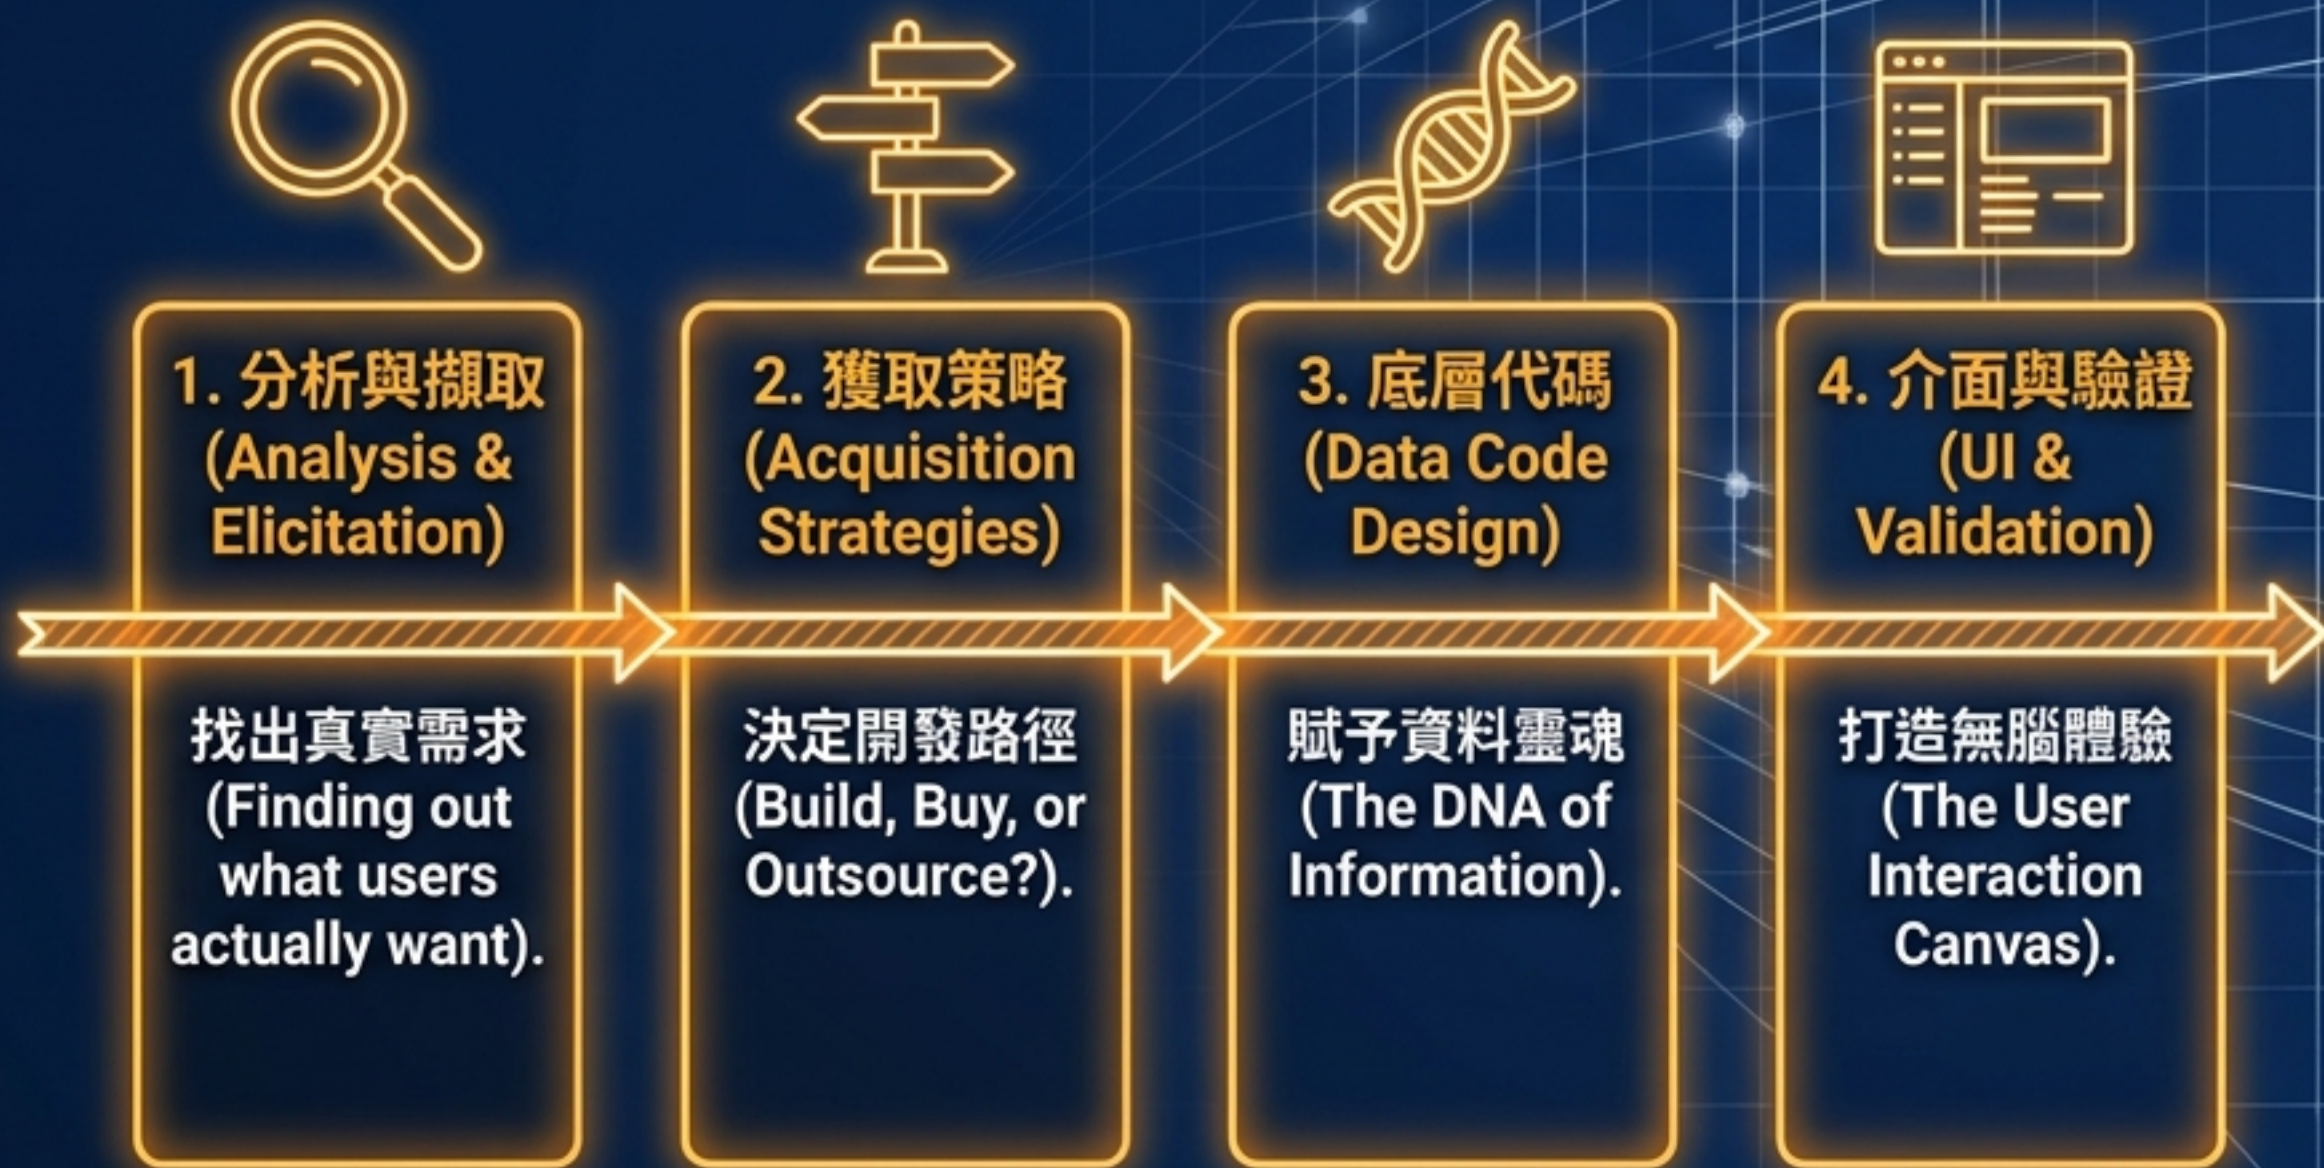 1. 分析與擷取
(Analysis &
Elicitation)
找出真實需求
(Finding out
what users
actually want).
2. 獲取策略
(Acquisition
Strategies)
決定開發路徑
(Build, Buy, or
Outsource?).
3. 底層代碼
(Data Code
Design)
賦予資料靈魂
(The DNA of
Information).
4. 介面與驗證
(UI &
Validation)
打造無腦體驗
(The User
Interaction
Canvas).